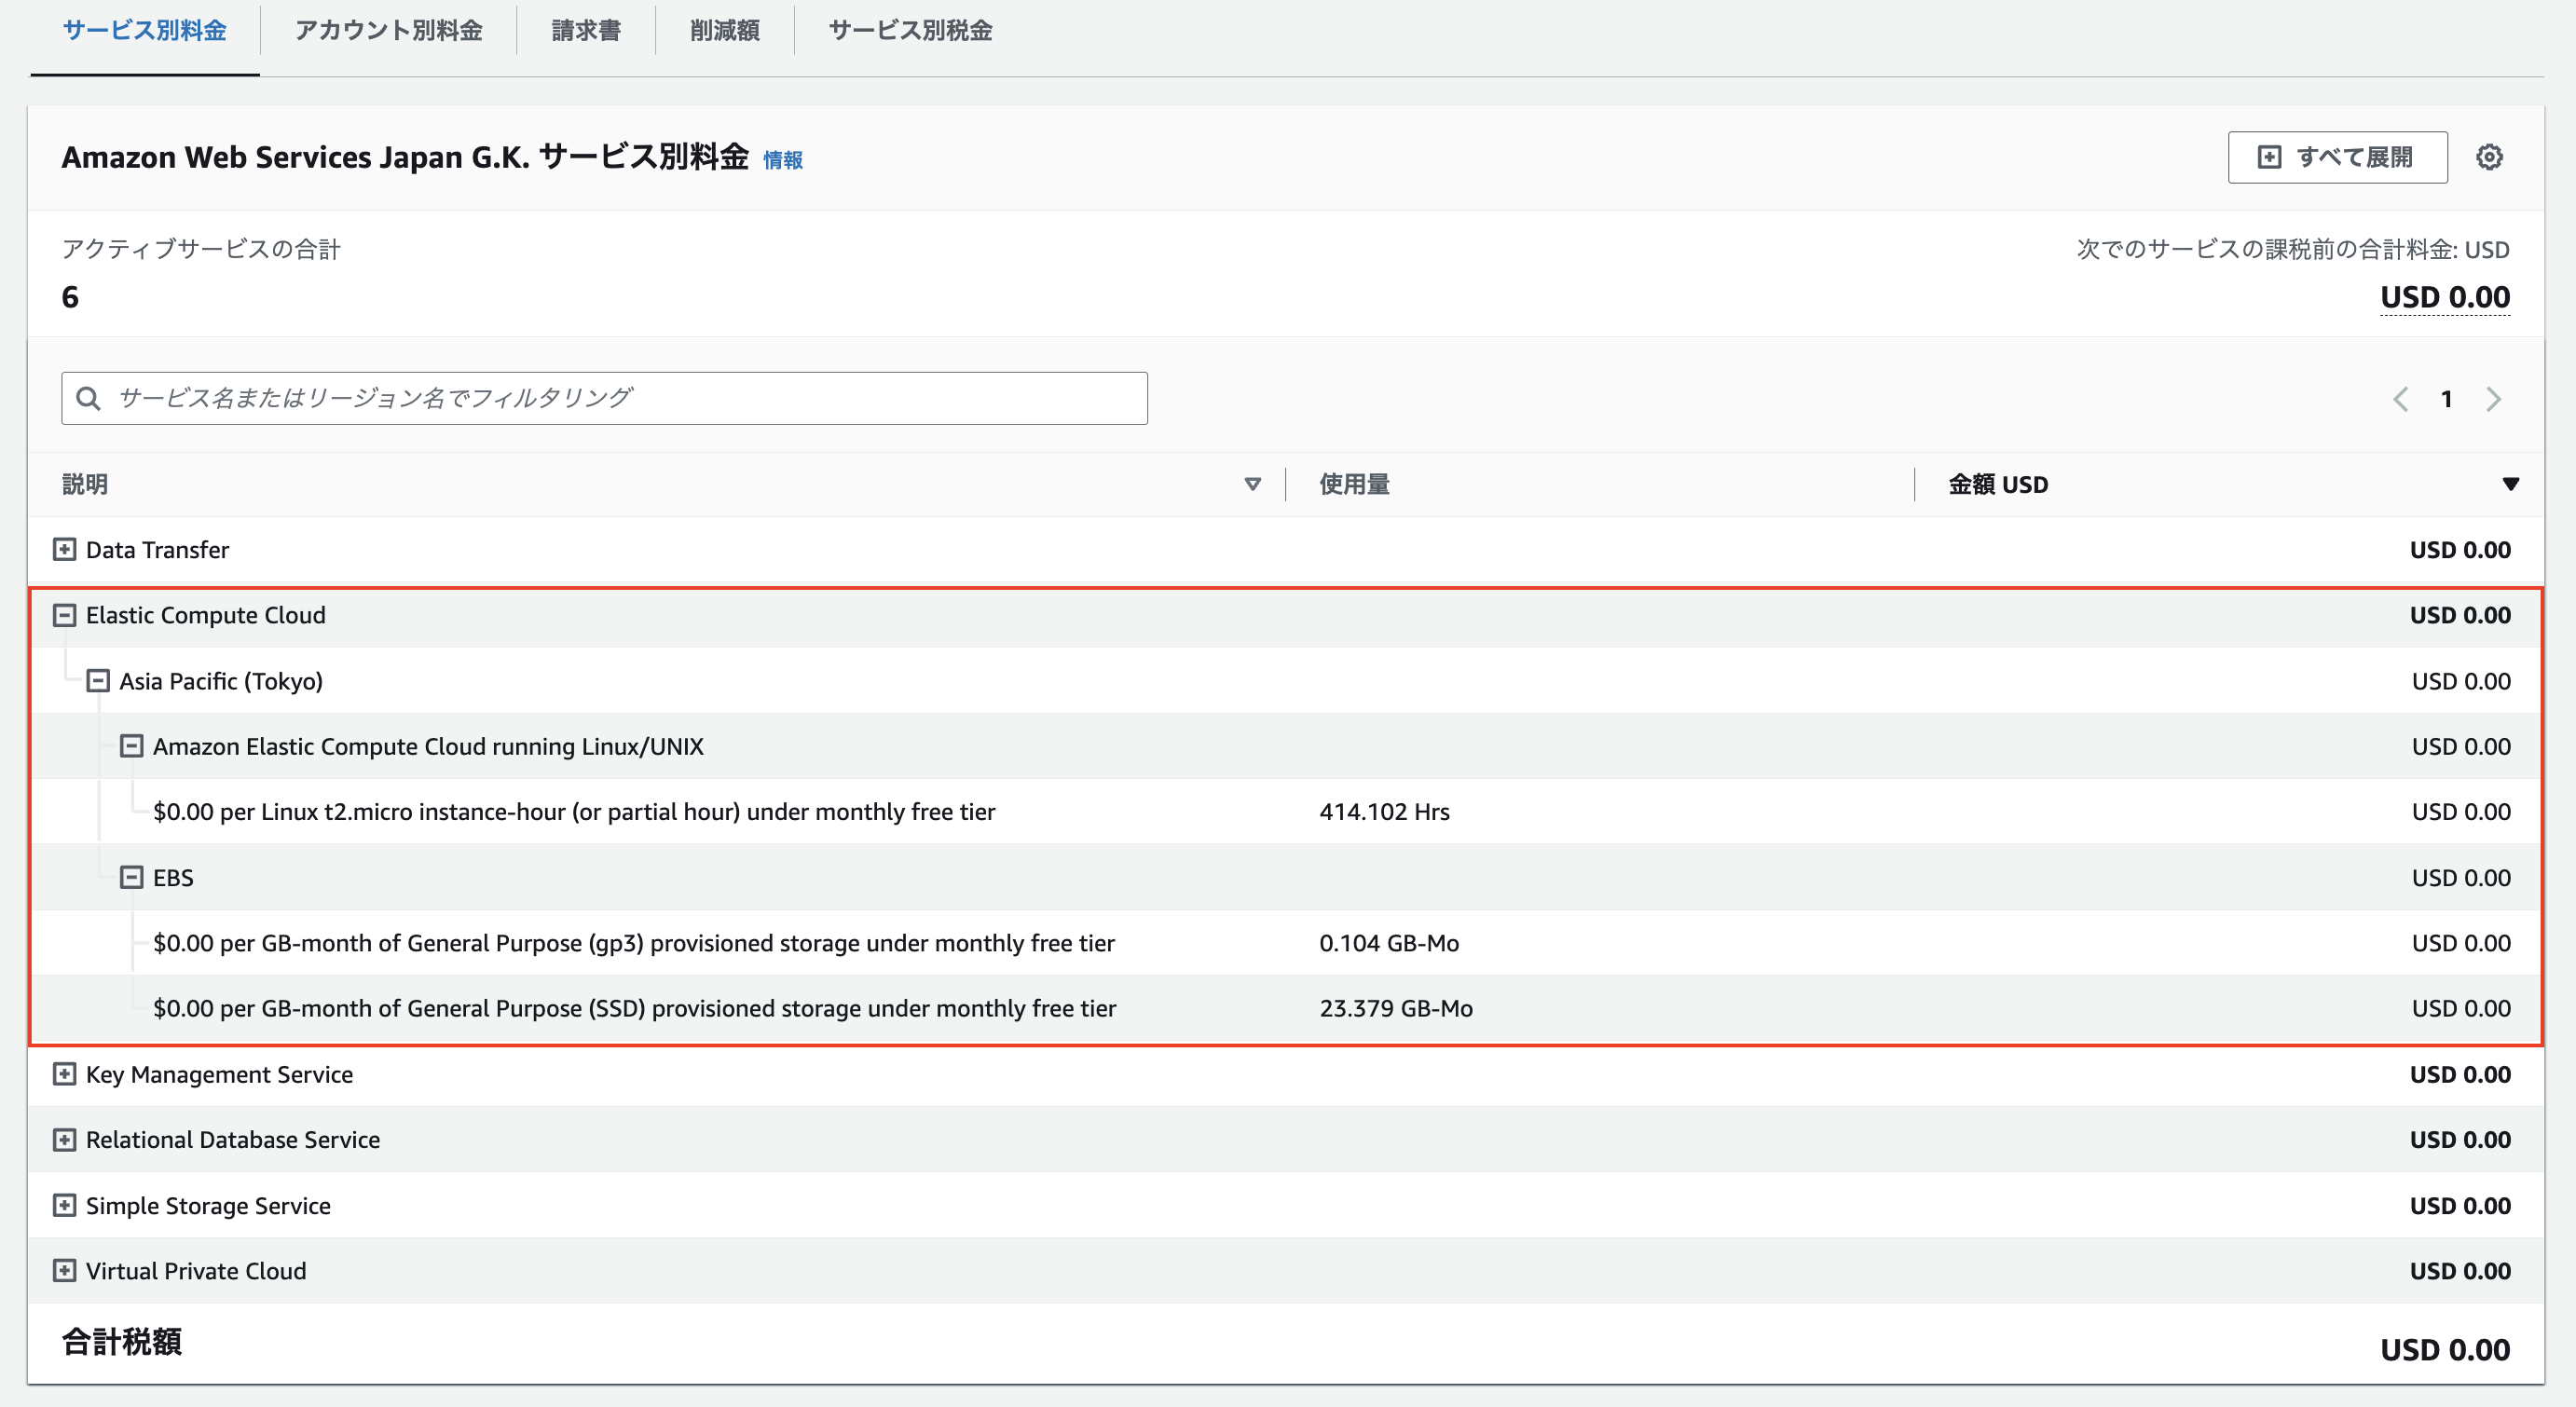 サービス別料金 アカウント別料金 請求書 削減額 サービス別税金
Amazon Web Services Japan G.K. サービス別料金 情報 すべて展開
アクティブサービスの合計 次でのサービスの課税前の合計料金: USD
6 USD 0.00
サービス名またはリージョン名でフィルタリング 1
説明 使用量 金額 USD
Data Transfer USD 0.00
Elastic Compute Cloud USD 0.00
Asia Pacific (Tokyo) USD 0.00
Amazon Elastic Compute Cloud running Linux/UNIX USD 0.00
$0.00 per Linux t2.micro instance-hour (or partial hour) under monthly free tier 414.102 Hrs USD 0.00
EBS USD 0.00
$0.00 per GB-month of General Purpose (gp3) provisioned storage under monthly free tier 0.104 GB-Mo USD 0.00
$0.00 per GB-month of General Purpose (SSD) provisioned storage under monthly free tier 23.379 GB-Mo USD 0.00
Key Management Service USD 0.00
Relational Database Service USD 0.00
Simple Storage Service USD 0.00
Virtual Private Cloud USD 0.00
合計税額 USD 0.00